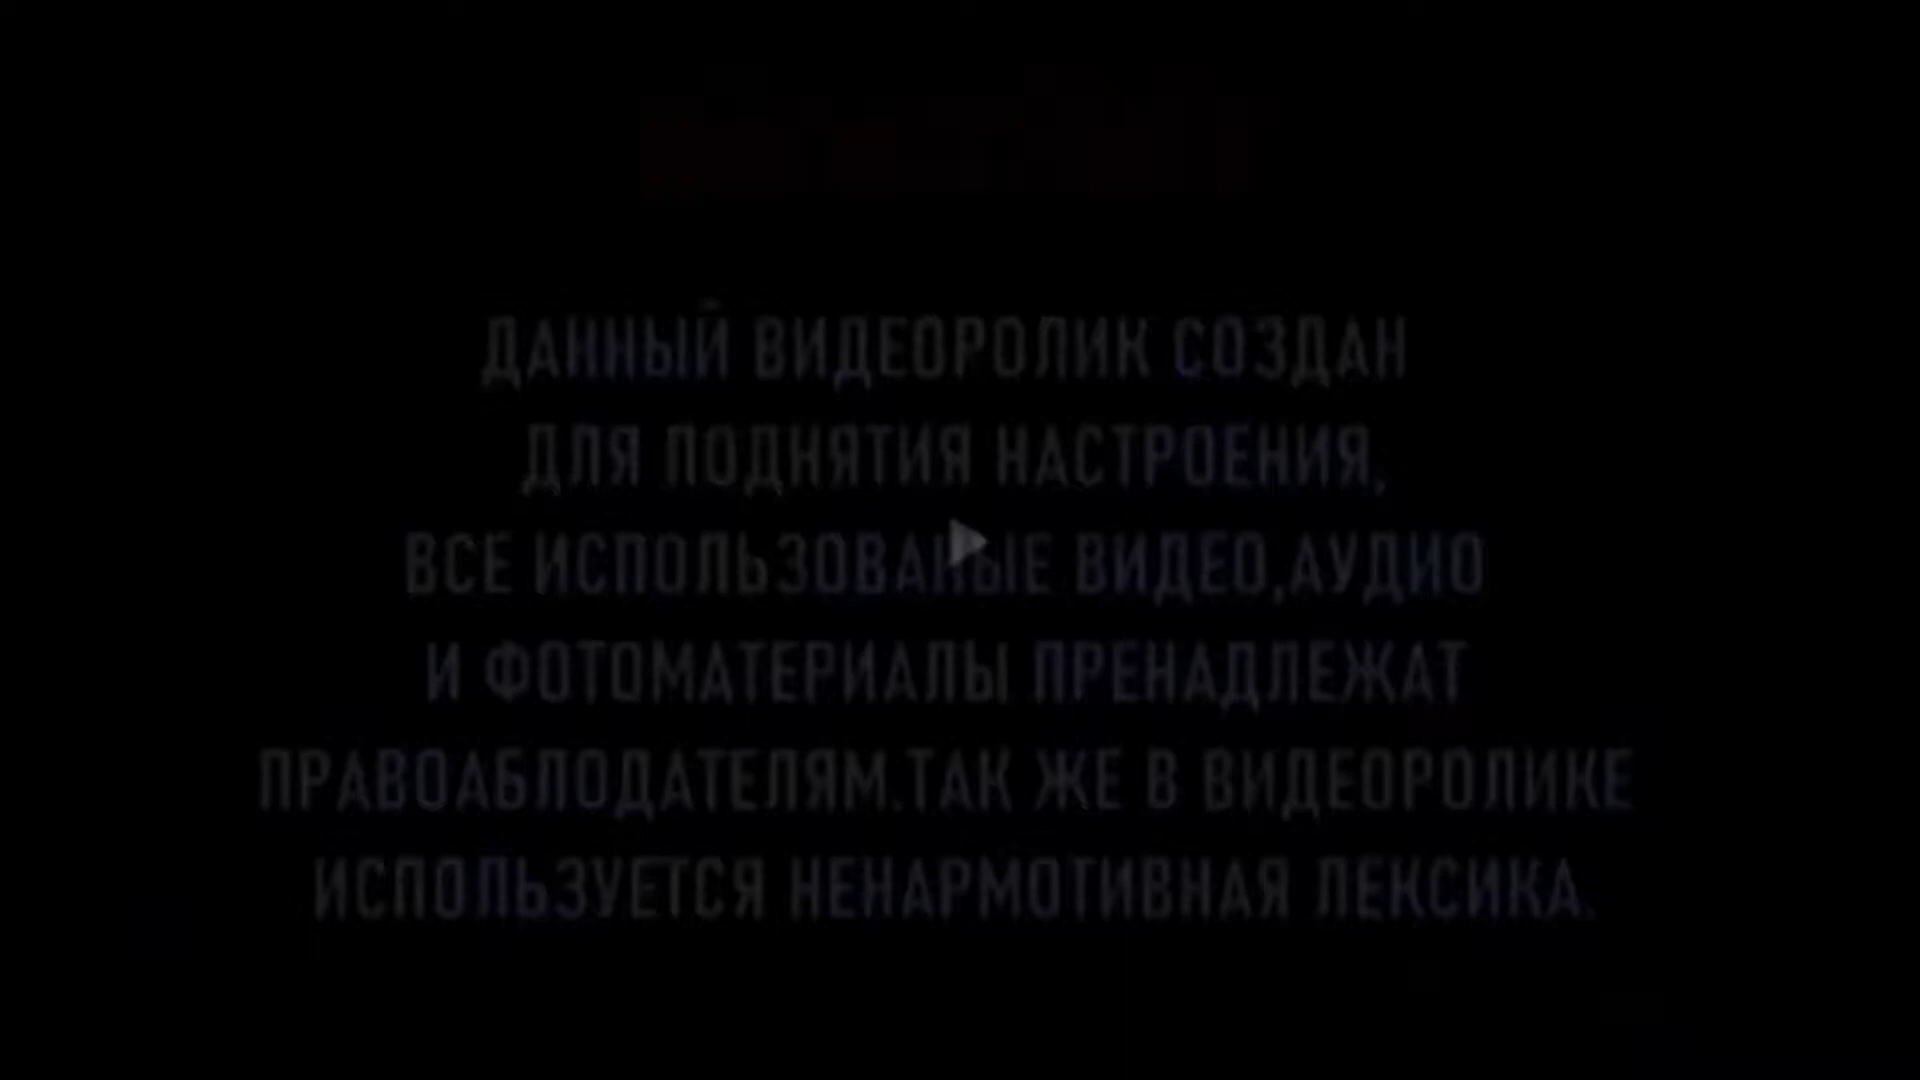 ДАННЫЙ ВИДЕОРОЛИК СОЗДАН
ДЛЯ ПОДНЯТИЯ НАСТРОЕНИЯ,
ВСЕ ИСПОЛЬЗОВАНЫЕ ВИДЕО,АУДИО
И ФОТОМАТЕРИАЛЫ ПРЕНАДЛЕЖАТ
ПРАВОАБЛОДАТЕЛЯМ.ТАК ЖЕ В ВИДЕОРОЛИКЕ
ИСПОЛЬЗУЕТСЯ НЕНАРМОТИВНАЯ ЛЕКСИКА.